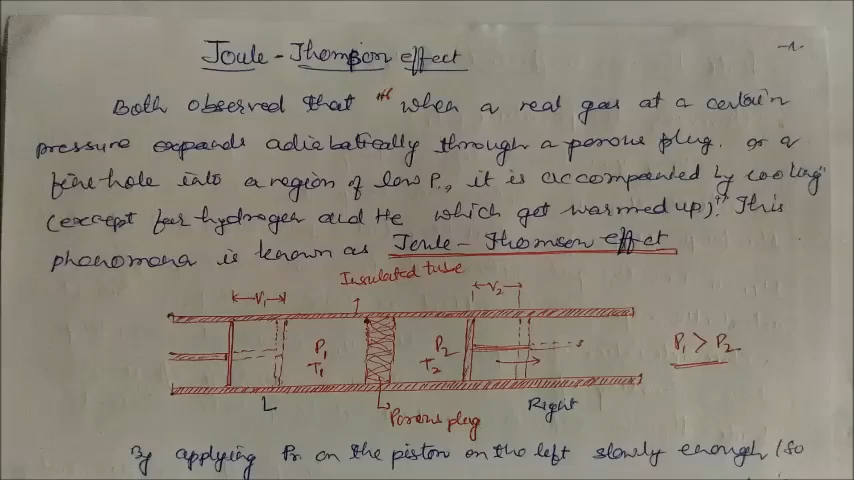 -1.
Joule - Thomson effect
Both observed that "when a real gas at a certain
pressure expands adiabatically through a porous plug. or a
fine hole into a region of low Pr., it is accompanied by cooling"
(except for hydrogen and He which get warmed up)". This
phenomena is known as Joule - Thomson effect
Insulated tube
V1 V2
P1 P2 P1 > P2
T1 T2
L Right
Porous plug
By applying Pr on the piston on the left slowly enough (so